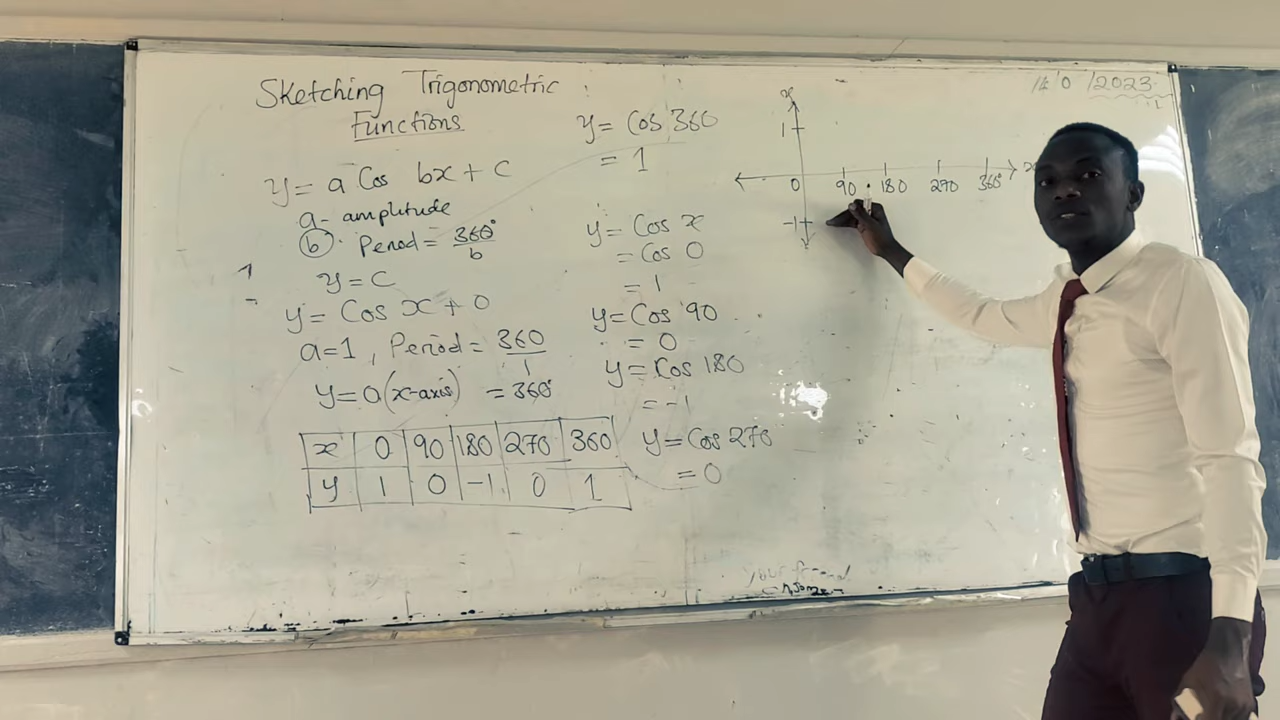 Sketching Trigonometric
Functions
y = a Cos bx + c
a - amplitude
b. Period = 360°/b
y = c
y = Cos x + 0
a=1, Period = 360/1
y=0 (x-axis) = 360°
x 0 90 180 270 360
y 1 0 -1 0 1
y = Cos 360
= 1
y = Cos x
= Cos 0
= 1
y = Cos 90
= 0
y = Cos 180
= -1
y = Cos 270
= 0
1
0 90 180 270 360°
-1
2023